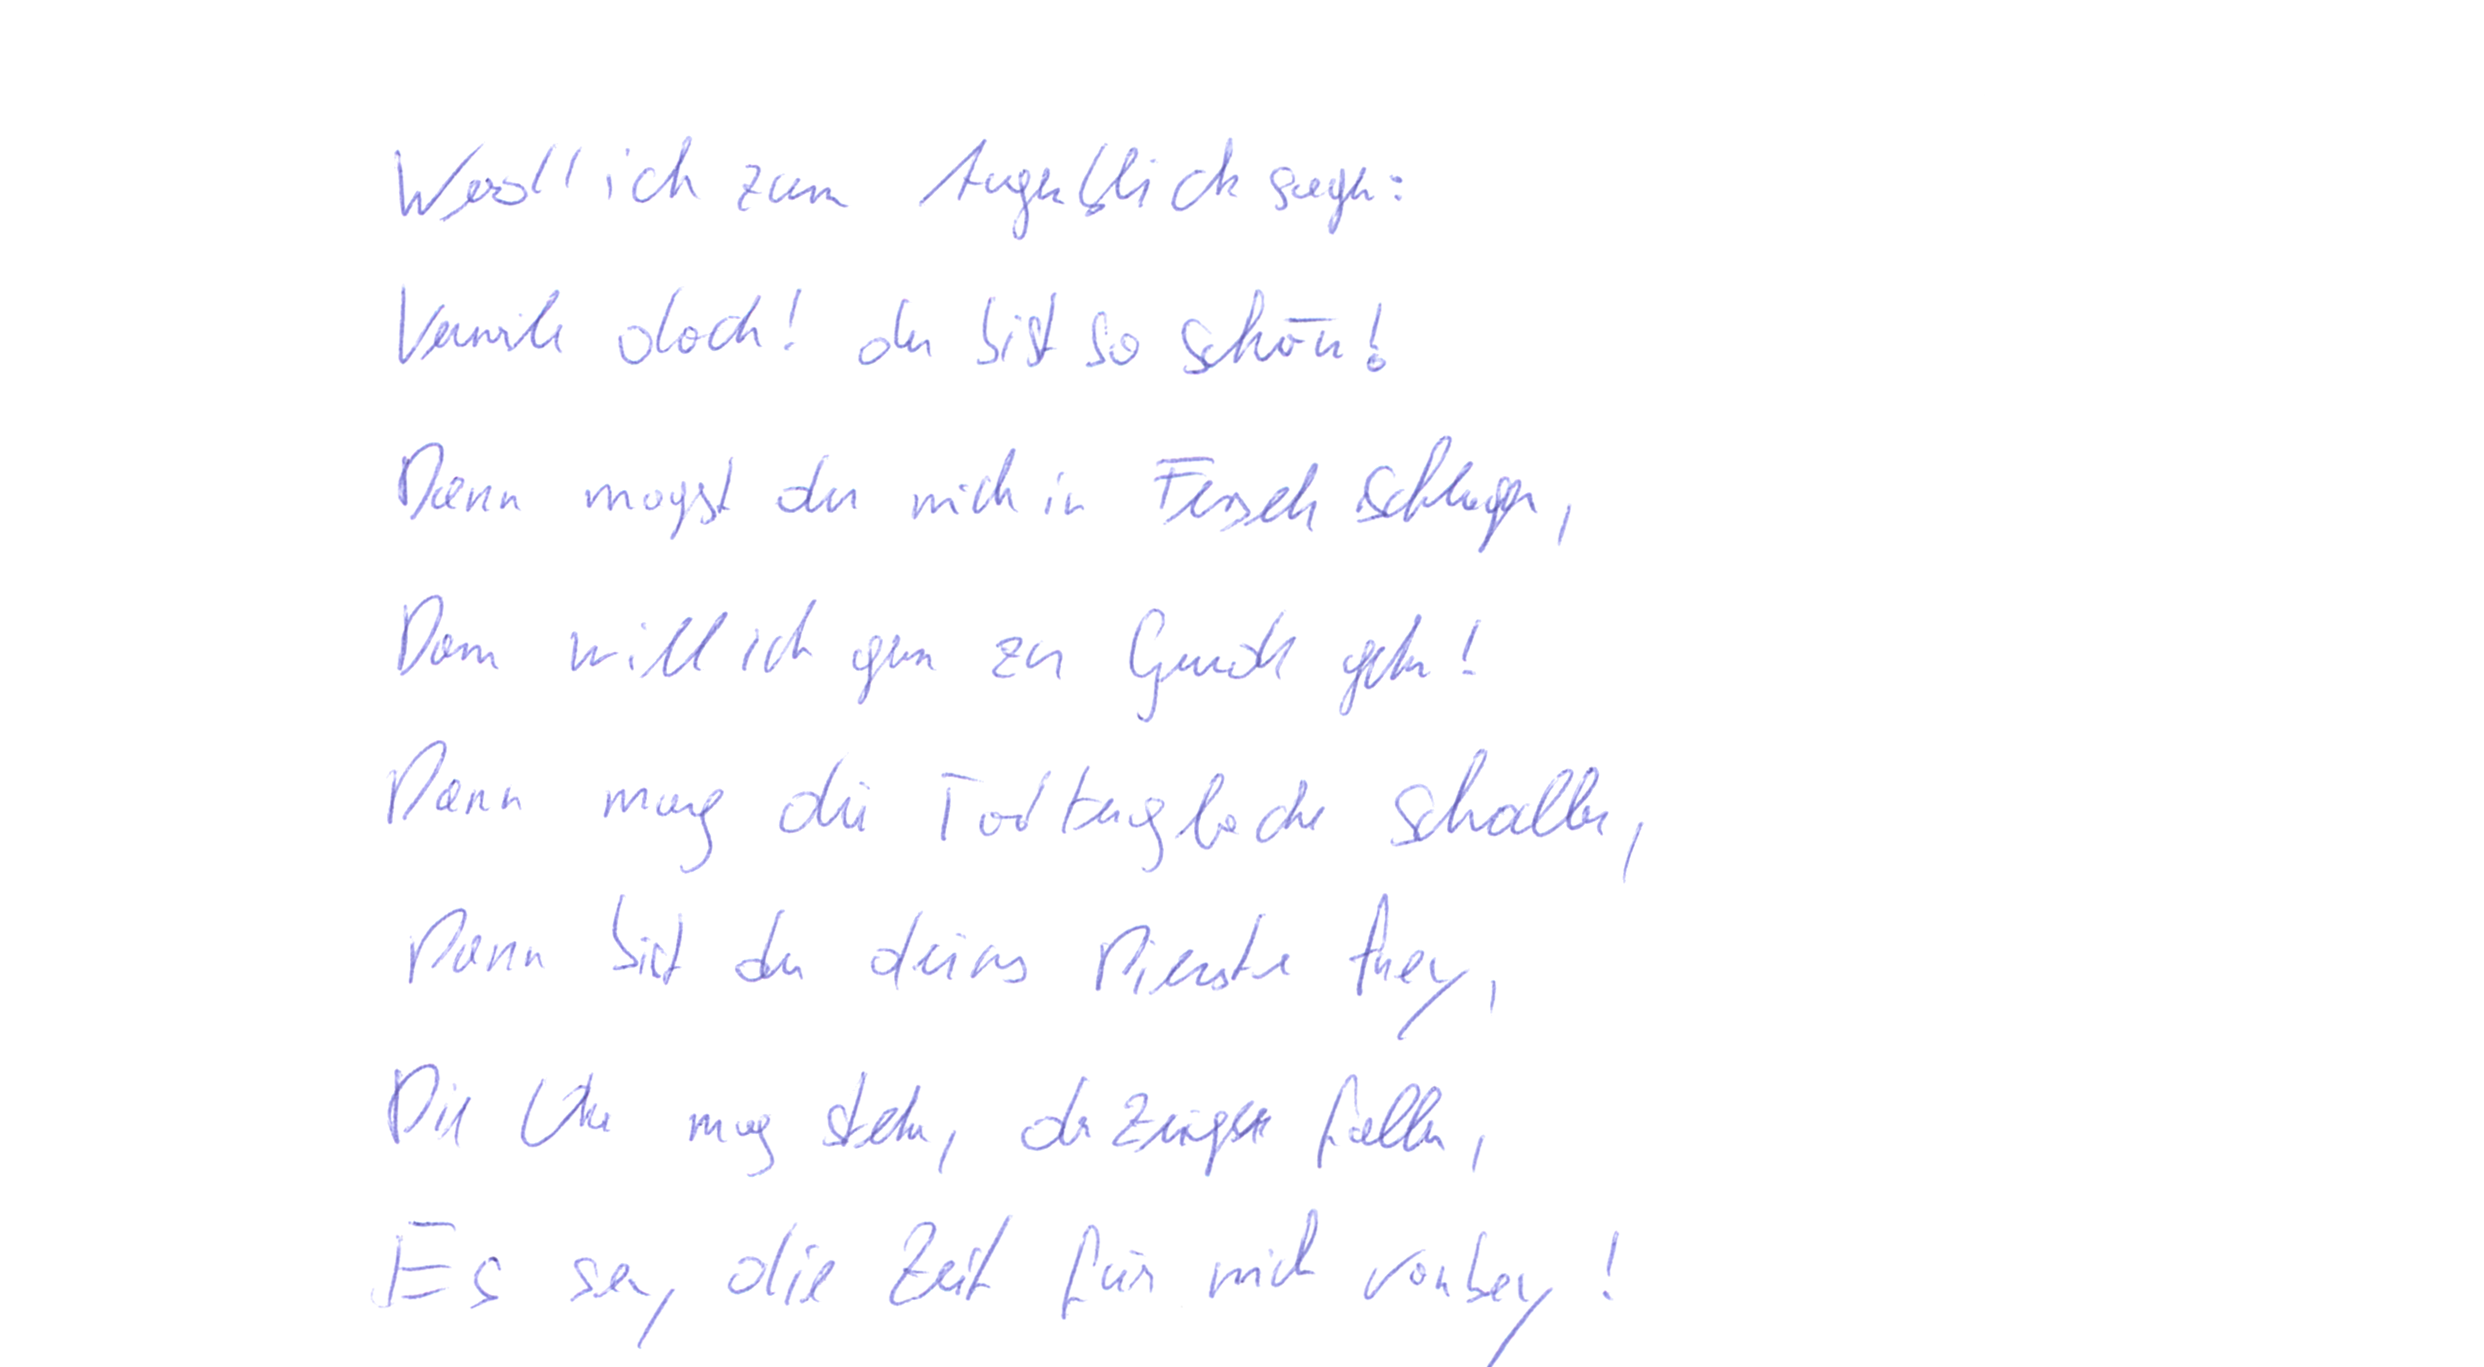 Werd' ich zum Augenblick sagen:
Verweile doch! du bist so schön!
Dann magst du mich in Fesseln schlagen,
Dann will ich gern zu Grunde gehn!
Dann mag die Todtenglocke schallen,
Dann bist du deines Dienstes frey,
Die Uhr mag stehn, der Zeiger fallen,
Es sey die Zeit für mich vorbey!